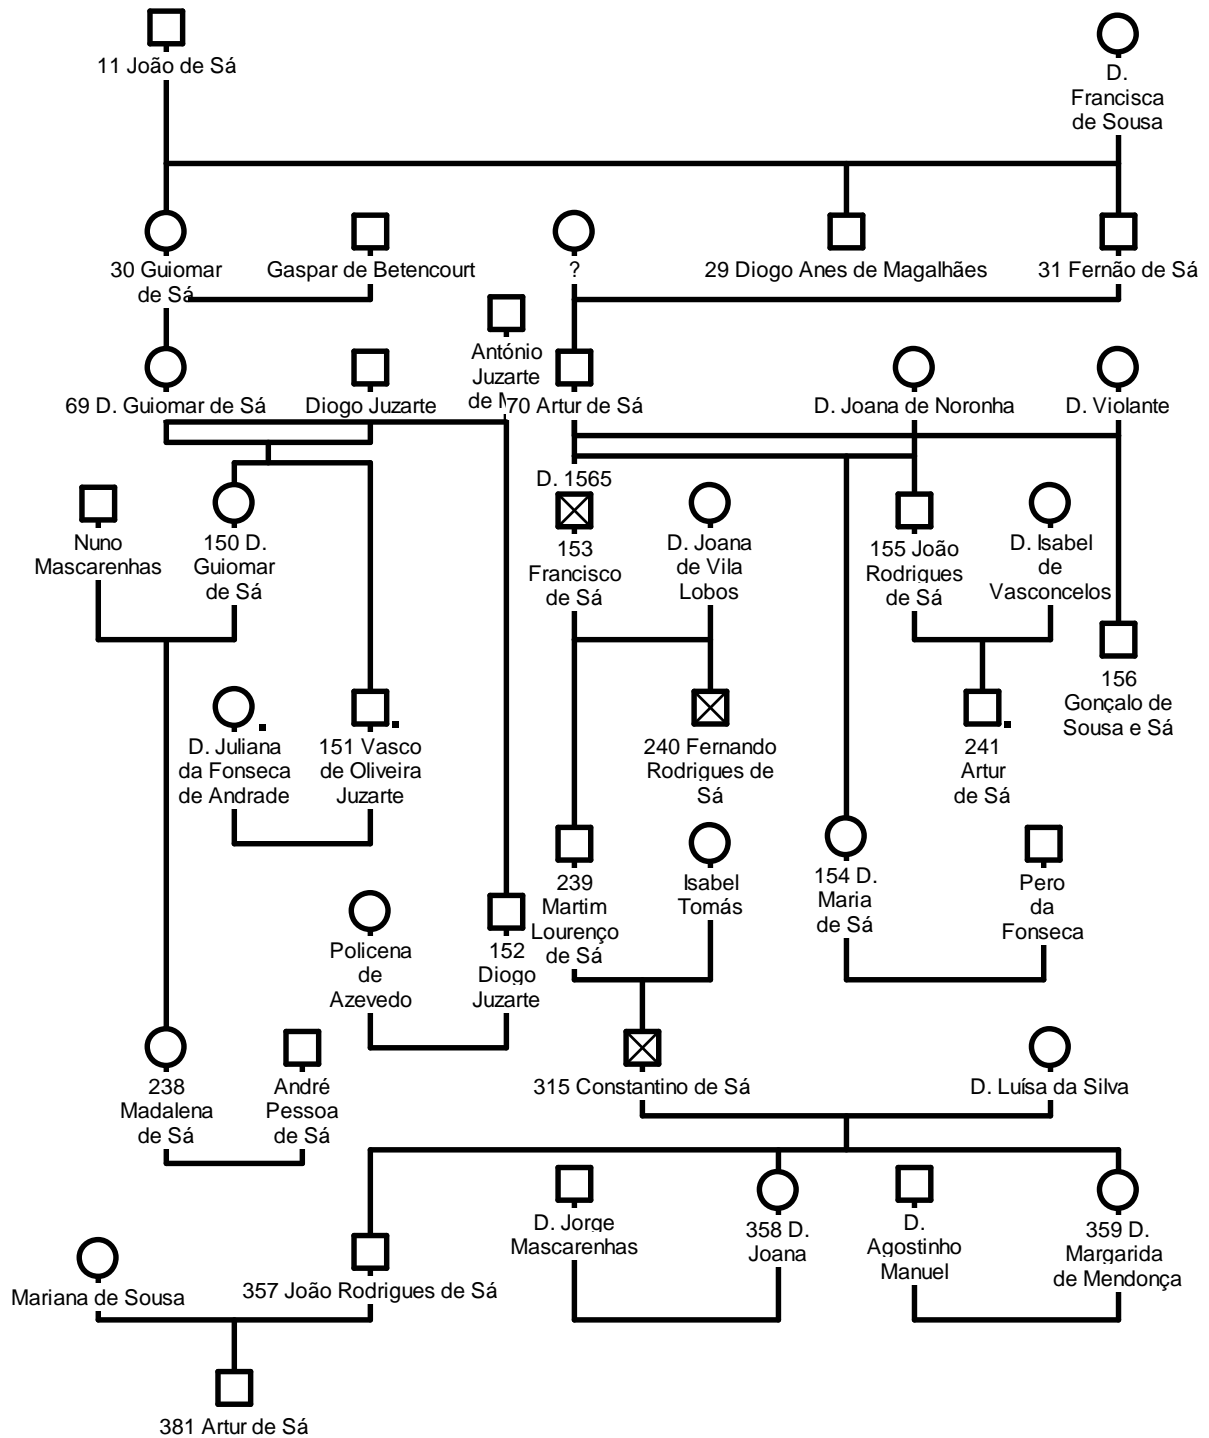 11 João de Sá
D.
Francisca
de Sousa
30 Guiomar
de Sá
Gaspar de Betencourt
?
29 Diogo Anes de Magalhães
31 Fernão de Sá
António
Juzarte
de
69 D. Guiomar de Sá
Diogo Juzarte
70 Artur de Sá
D. Joana de Noronha
D. Violante
D. 1565
Nuno
Mascarenhas
150 D.
Guiomar
de Sá
153
Francisco
de Sá
D. Joana
de Vila
Lobos
155 João
Rodrigues
de Sá
D. Isabel
de
Vasconcelos
156
Gonçalo de
Sousa e Sá
D. Juliana
da Fonseca
de Andrade
151 Vasco
de Oliveira
Juzarte
240 Fernando
Rodrigues de
Sá
241
Artur
de Sá
239
Martim
Lourenço
de Sá
Isabel
Tomás
154 D.
Maria
de Sá
Pero
da
Fonseca
Policena
de
Azevedo
152
Diogo
Juzarte
238
Madalena
de Sá
André
Pessoa
de Sá
315 Constantino de Sá
D. Luísa da Silva
D. Jorge
Mascarenhas
358 D.
Joana
D.
Agostinho
Manuel
359 D.
Margarida
de Mendonça
Mariana de Sousa
357 João Rodrigues de Sá
381 Artur de Sá